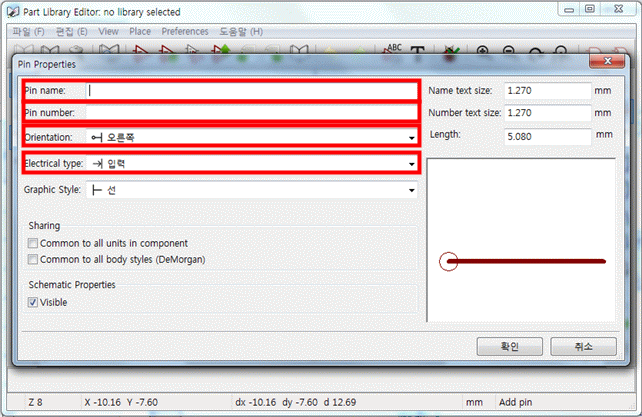 Part Library Editor: no library selected
파일 (F) 편집 (E) View Place Preferences 도움말 (H)
ABC T
Pin Properties
Pin name:
Name text size: 1.270 mm
Pin number:
Number text size: 1.270 mm
Orientation: 오른쪽
Length: 5.080 mm
Electrical type: 입력
Graphic Style: 선
Sharing
Common to all units in component
Common to all body styles (DeMorgan)
Schematic Properties
Visible
확인 취소
Z 8 X -10.16 Y -7.60 dx -10.16 dy -7.60 d 12.69 mm Add pin